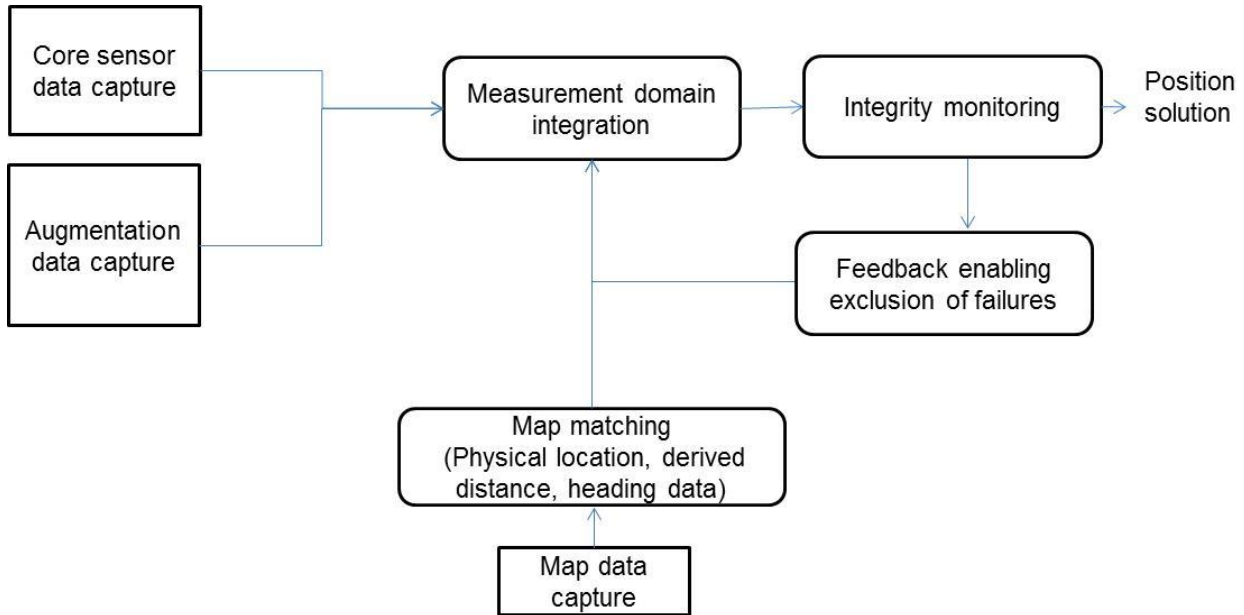 Core sensor
data capture
Measurement domain
integration
Integrity monitoring
Position
solution
Augmentation
data capture
Feedback enabling
exclusion of failures
Map matching
(Physical location, derived
distance, heading data)
Map data
capture